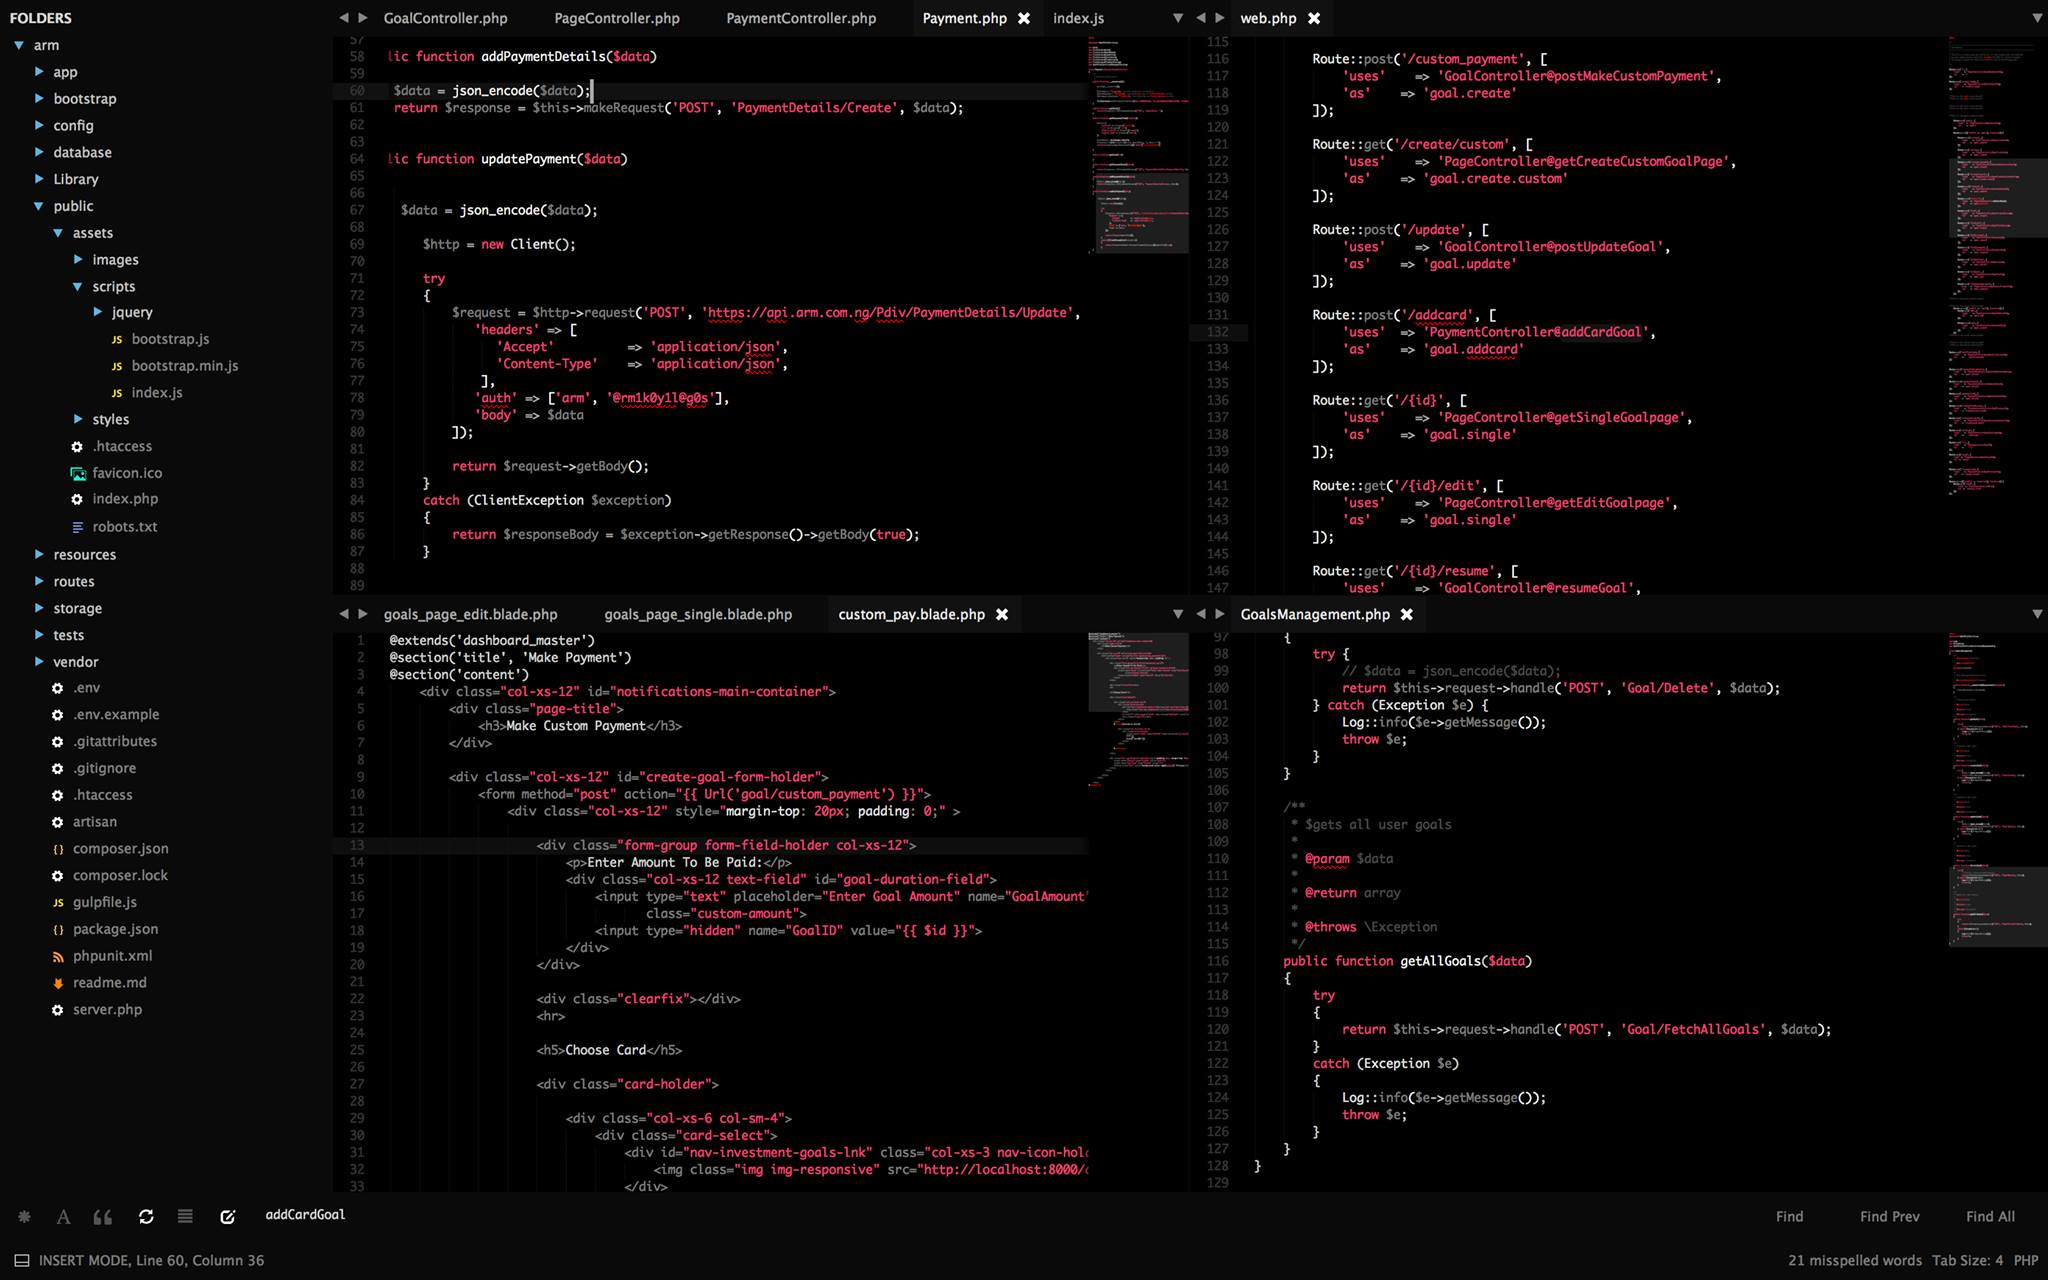 FOLDERS
arm
app
bootstrap
config
database
Library
public
assets
images
scripts
jquery
JS bootstrap.js
JS bootstrap.min.js
JS index.js
styles
.htaccess
favicon.ico
index.php
robots.txt
resources
routes
storage
tests
vendor
.env
.env.example
.gitattributes
.gitignore
.htaccess
artisan
{} composer.json
composer.lock
JS gulpfile.js
{} package.json
phpunit.xml
readme.md
server.php
GoalController.php PageController.php PaymentController.php Payment.php index.js
57
58 lic function addPaymentDetails($data)
59
60 $data = json_encode($data);
61 return $response = $this->makeRequest('POST', 'PaymentDetails/Create', $data);
62
63
64 lic function updatePayment($data)
65
66
67 $data = json_encode($data);
68
69 $http = new Client();
70
71 try
72 {
73 $request = $http->request('POST', 'https://api.arm.com.ng/Pdiv/PaymentDetails/Update',
74 'headers' => [
75 'Accept' => 'application/json',
76 'Content-Type' => 'application/json',
77 ],
78 'auth' => ['arm', '@rm1k0y1l@g0s'],
79 'body' => $data
80 ]);
81
82 return $request->getBody();
83 }
84 catch (ClientException $exception)
85 {
86 return $responseBody = $exception->getResponse()->getBody(true);
87 }
88
89
web.php
115
116 Route::post('/custom_payment', [
117 'uses' => 'GoalController@postMakeCustomPayment',
118 'as' => 'goal.create'
119 ]);
120
121 Route::get('/create/custom', [
122 'uses' => 'PageController@getCreateCustomGoalPage',
123 'as' => 'goal.create.custom'
124 ]);
125
126 Route::post('/update', [
127 'uses' => 'GoalController@postUpdateGoal',
128 'as' => 'goal.update'
129 ]);
130
131 Route::post('/addcard', [
132 'uses' => 'PaymentController@addCardGoal',
133 'as' => 'goal.addcard'
134 ]);
135
136 Route::get('/{id}', [
137 'uses' => 'PageController@getSingleGoalpage',
138 'as' => 'goal.single'
139 ]);
140
141 Route::get('/{id}/edit', [
142 'uses' => 'PageController@getEditGoalpage',
143 'as' => 'goal.single'
144 ]);
145
146 Route::get('/{id}/resume', [
147 'uses' => 'GoalController@resumeGoal',
goals_page_edit.blade.php goals_page_single.blade.php custom_pay.blade.php
1 @extends('dashboard_master')
2 @section('title', 'Make Payment')
3 @section('content')
4 <div class="col-xs-12" id="notifications-main-container">
5 <div class="page-title">
6 <h3>Make Custom Payment</h3>
7 </div>
8
9 <div class="col-xs-12" id="create-goal-form-holder">
10 <form method="post" action="{{ Url('goal/custom_payment') }}">
11 <div class="col-xs-12" style="margin-top: 20px; padding: 0;" >
12
13 <div class="form-group form-field-holder col-xs-12">
14 <p>Enter Amount To Be Paid:</p>
15 <div class="col-xs-12 text-field" id="goal-duration-field">
16 <input type="text" placeholder="Enter Goal Amount" name="GoalAmount"
17 class="custom-amount">
18 <input type="hidden" name="GoalID" value="{{ $id }}">
19 </div>
20 </div>
21
22 <div class="clearfix"></div>
23 <hr>
24
25 <h5>Choose Card</h5>
26
27 <div class="card-holder">
28
29 <div class="col-xs-6 col-sm-4">
30 <div class="card-select">
31 <div id="nav-investment-goals-lnk" class="col-xs-3 nav-icon-hol
32 <img class="img img-responsive" src="http://localhost:8000/
33 </div>
GoalsManagement.php
97 {
98 try {
99 // $data = json_encode($data);
100 return $this->request->handle('POST', 'Goal/Delete', $data);
101 } catch (Exception $e) {
102 Log::info($e->getMessage());
103 throw $e;
104 }
105 }
106
107 /**
108 * $gets all user goals
109 *
110 * @param $data
111 *
112 * @return array
113 *
114 * @throws \Exception
115 */
116 public function getAllGoals($data)
117 {
118 try
119 {
120 return $this->request->handle('POST', 'Goal/FetchAllGoals', $data);
121 }
122 catch (Exception $e)
123 {
124 Log::info($e->getMessage());
125 throw $e;
126 }
127 }
128 }
129
addCardGoal Find Find Prev Find All
INSERT MODE, Line 60, Column 36 21 misspelled words Tab Size: 4 PHP